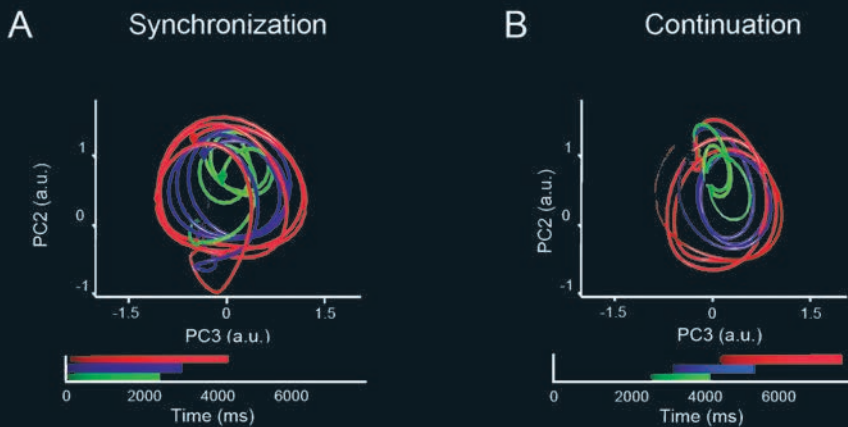 A Synchronization
B Continuation
PC2 (a.u.)
1
0
-1
-1.5 0 1.5
PC3 (a.u.)
0 2000 4000 6000
Time (ms)
PC2 (a.u.)
1
0
-1
-1.5 0 1.5
PC3 (a.u.)
0 2000 4000 6000
Time (ms)